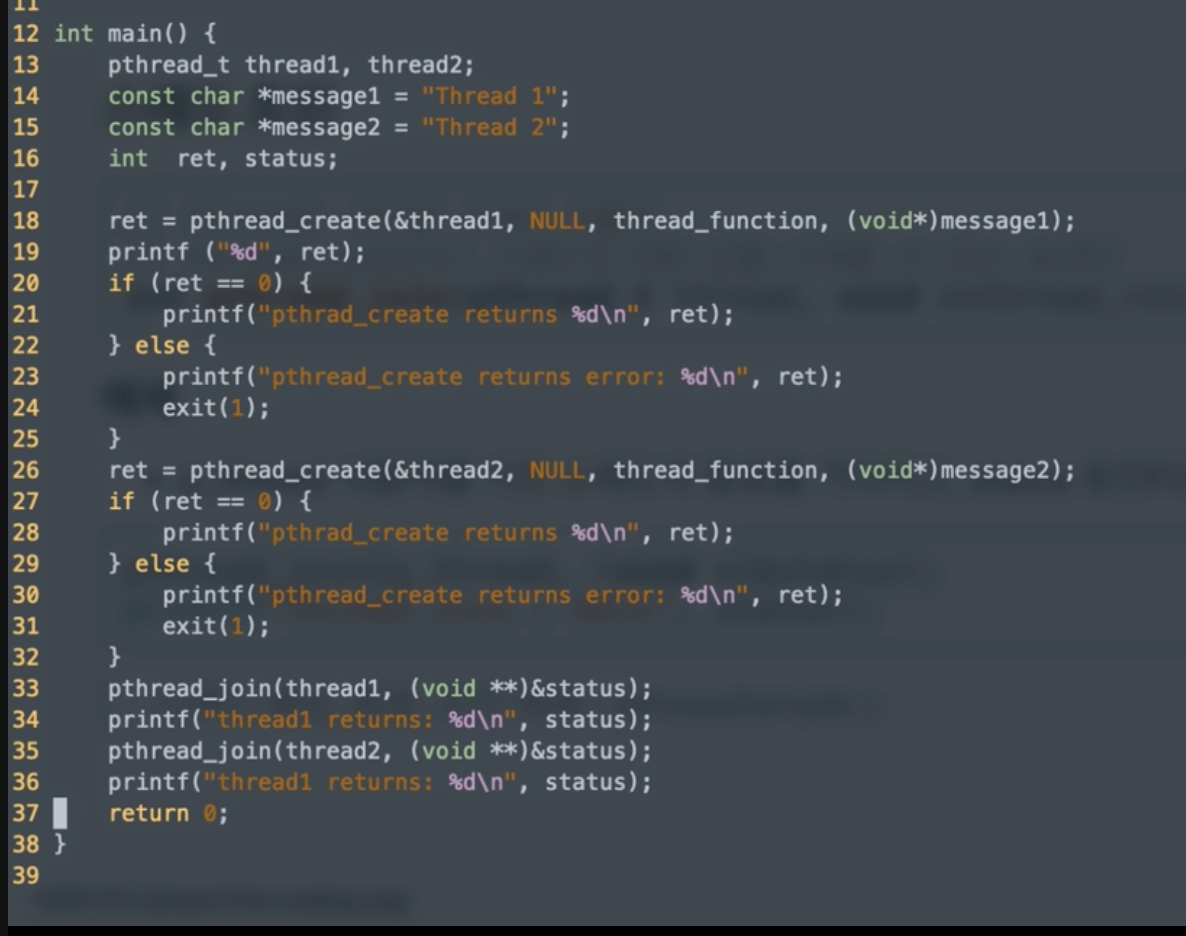 11
12 int main() {
13     pthread_t thread1, thread2;
14     const char *message1 = "Thread 1";
15     const char *message2 = "Thread 2";
16     int  ret, status;
17
18     ret = pthread_create(&thread1, NULL, thread_function, (void*)message1);
19     printf ("%d", ret);
20     if (ret == 0) {
21         printf("pthrad_create returns %d\n", ret);
22     } else {
23         printf("pthread_create returns error: %d\n", ret);
24         exit(1);
25     }
26     ret = pthread_create(&thread2, NULL, thread_function, (void*)message2);
27     if (ret == 0) {
28         printf("pthrad_create returns %d\n", ret);
29     } else {
30         printf("pthread_create returns error: %d\n", ret);
31         exit(1);
32     }
33     pthread_join(thread1, (void **)&status);
34     printf("thread1 returns: %d\n", status);
35     pthread_join(thread2, (void **)&status);
36     printf("thread1 returns: %d\n", status);
37     return 0;
38 }
39